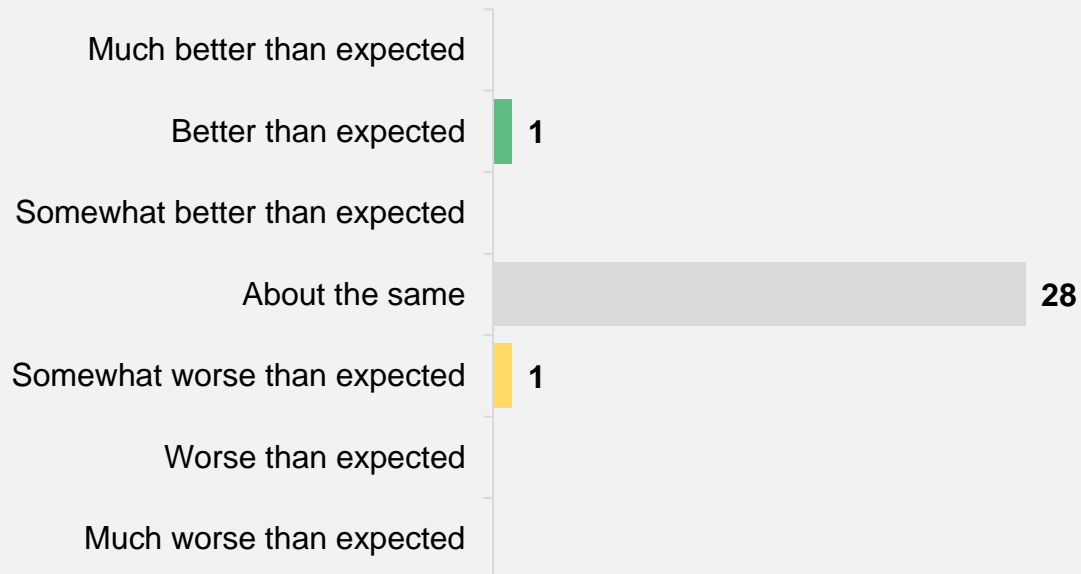 Much better than expected
Better than expected 1
Somewhat better than expected
About the same 28
Somewhat worse than expected 1
Worse than expected
Much worse than expected